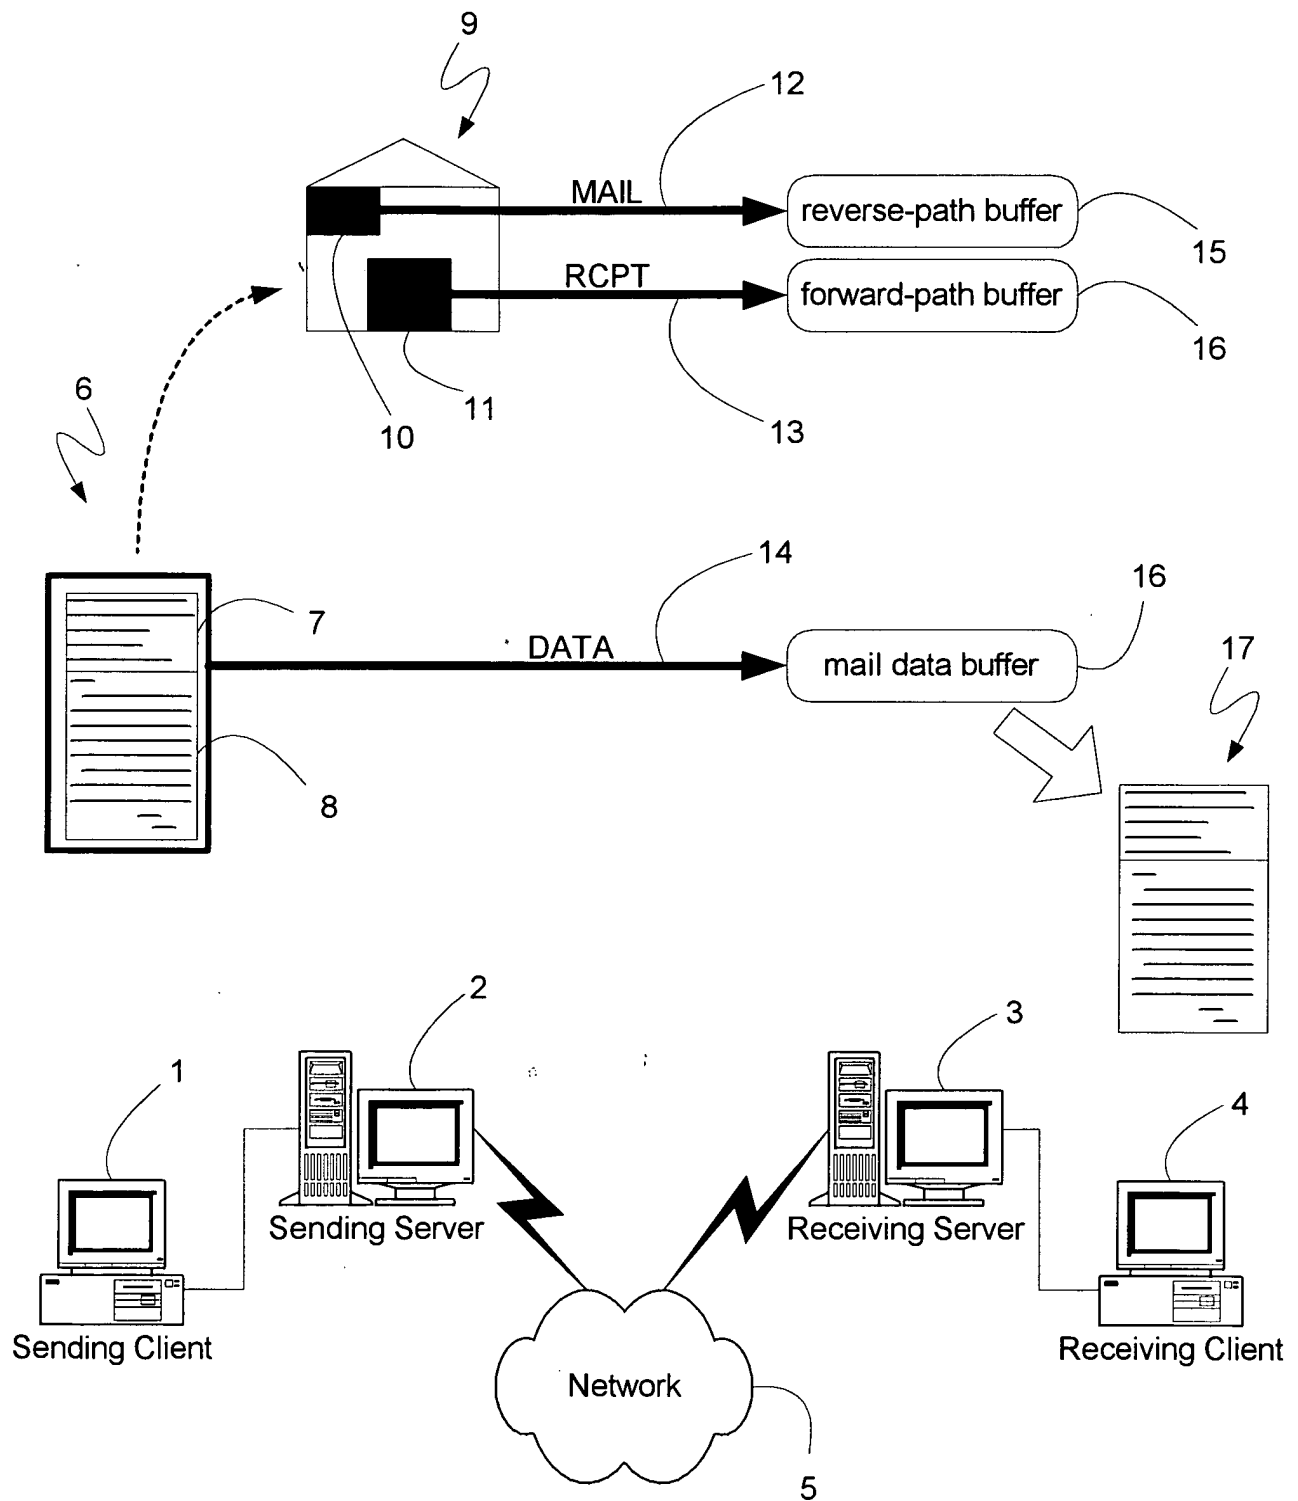 9
12
MAIL
reverse-path buffer
15
RCPT
forward-path buffer
16
6
11
10
13
14
16
7
DATA
mail data buffer
17
8
2
3
1
4
Sending Server
Receiving Server
Sending Client
Receiving Client
Network
5